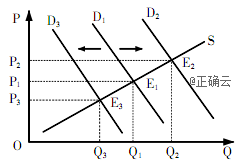 P D₃ D₁ D₂
S
P₂ E₂
P₁ E₁ @正确云
P₃ E₃
O Q₃ Q₁ Q₂ Q